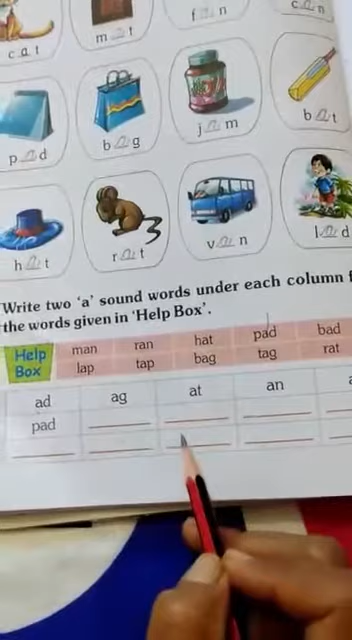 c a t
m a t
f a n
c a n
p a d
b a g
j a m
b a t
h a t
r a t
v a n
l a d
Write two 'a' sound words under each column
the words given in 'Help Box'.
Help Box
man ran hat pad bad
lap tap bag tag rat
ad ag at an
pad